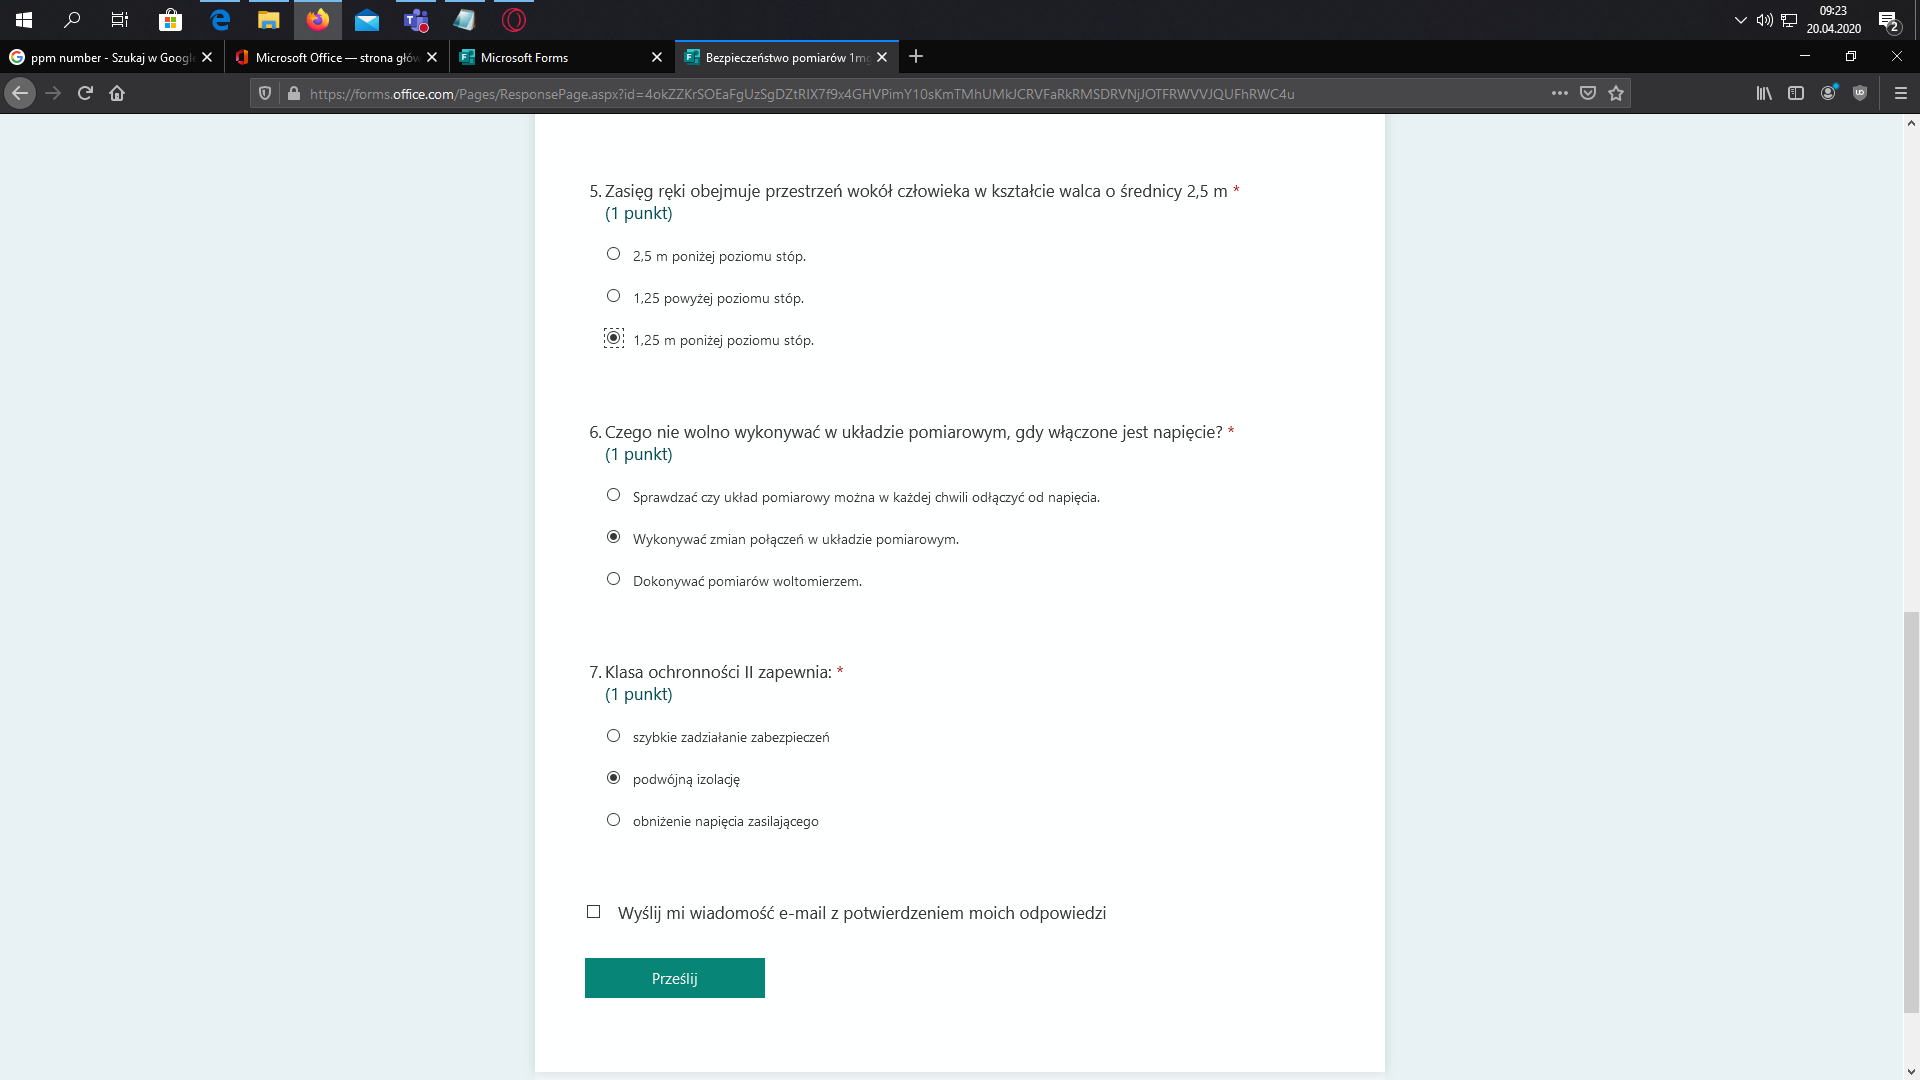 09:23
20.04.2020
2
ppm number - Szukaj w Google
Microsoft Office — strona głów
Microsoft Forms
Bezpieczeństwo pomiarów 1mg
https://forms.office.com/Pages/ResponsePage.aspx?id=4okZZKrSOEaFgUzSgDZtRIX7f9x4GHVPimY10sKmTMhUMkJCRVFaRkRMSDRVNjJOTFRWVVJQUFhRWC4u
5. Zasięg ręki obejmuje przestrzeń wokół człowieka w kształcie walca o średnicy 2,5 m *
(1 punkt)
2,5 m poniżej poziomu stóp.
1,25 powyżej poziomu stóp.
1,25 m poniżej poziomu stóp.
6. Czego nie wolno wykonywać w układzie pomiarowym, gdy włączone jest napięcie? *
(1 punkt)
Sprawdzać czy układ pomiarowy można w każdej chwili odłączyć od napięcia.
Wykonywać zmian połączeń w układzie pomiarowym.
Dokonywać pomiarów woltomierzem.
7. Klasa ochronności II zapewnia: *
(1 punkt)
szybkie zadziałanie zabezpieczeń
podwójną izolację
obniżenie napięcia zasilającego
Wyślij mi wiadomość e-mail z potwierdzeniem moich odpowiedzi
Prześlij